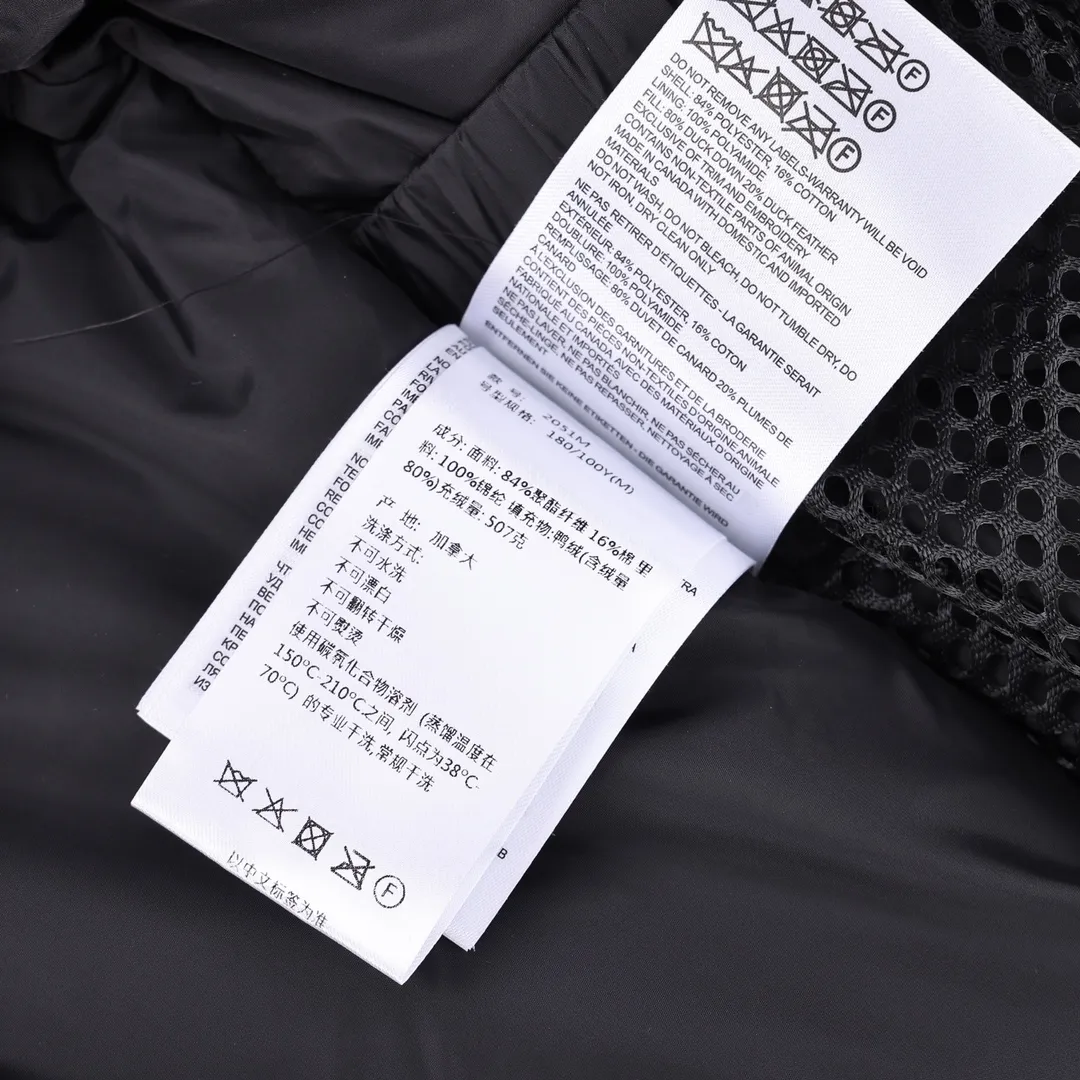 DO NOT REMOVE ANY LABELS-WARRANTY WILL BE VOID
SHELL: 84% POLYESTER, 16% COTTON
LINING: 100% POLYAMIDE
FILL: 80% DUCK DOWN 20% DUCK FEATHER
EXCLUSIVE OF TRIM AND EMBROIDERY
CONTAINS NON-TEXTILE PARTS OF ANIMAL ORIGIN
MADE IN CANADA WITH DOMESTIC AND IMPORTED
MATERIALS
DO NOT WASH, DO NOT BLEACH, DO NOT TUMBLE DRY, DO
NOT IRON, DRY CLEAN ONLY
NE PAS RETIRER D'ÉTIQUETTES - LA GARANTIE SERAIT
ANNULÉE
EXTÉRIEUR: 84% POLYESTER, 16% COTON
DOUBLEUR: 100% POLYAMIDE
REMPLISSAGE: 80% DUVET DE CANARD 20% PLUMES DE
CANARD
À L'EXCLUSION DES GARNITURES ET DE LA BRODERIE
CONTIENT DES PIÈCES NON-TEXTILES D'ORIGINE ANIMALE
FABRIQUÉ AU CANADA AVEC DES MATÉRIAUX
NATIONALE ET IMPORTÉS
NE PAS LAVER, NE PAS BLANCHIR, NE PAS SÉCHER AU
SÈCHE-LINGE, NE PAS REPASSER, NETTOYAGE À SEC
SEULEMENT
ENTFERNEN SIE KEINE ETIKETTEN - DIE GARANTIE WIRD
款 号: 2051M
号型规格: 180/100Y(M)
成分: 面料: 84%聚酯纤维 16%棉 里
料: 100%锦纶 填充物:鸭绒(含绒量
80%)充绒量: 507克
产 地: 加拿大
洗涤方式:
不可水洗
不可漂白
不可翻转干燥
不可熨烫
使用碳氢化合物溶剂 (蒸馏温度在
150°C-210°C之间, 闪点为38°C-
70°C) 的专业干洗,常规干洗
F
以中文标签为准